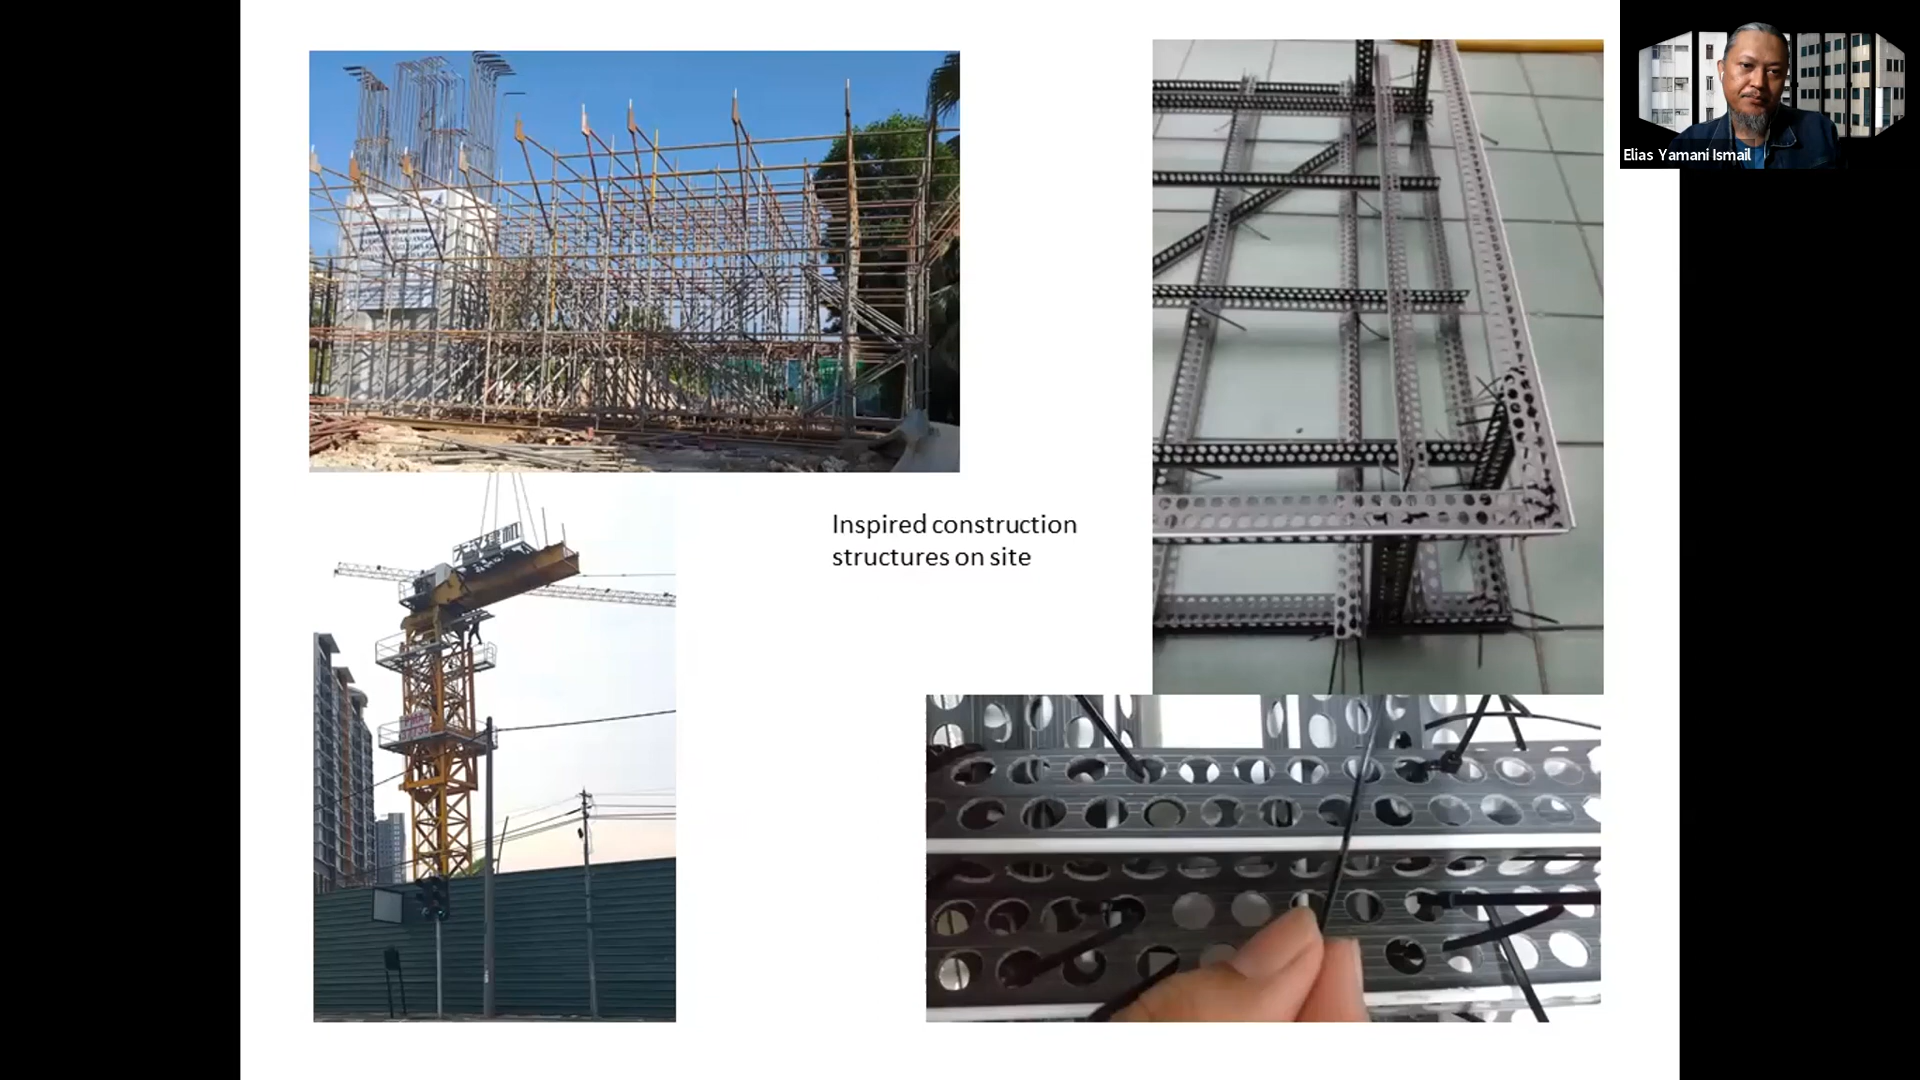 Elias Yamani Ismail
Inspired construction
structures on site